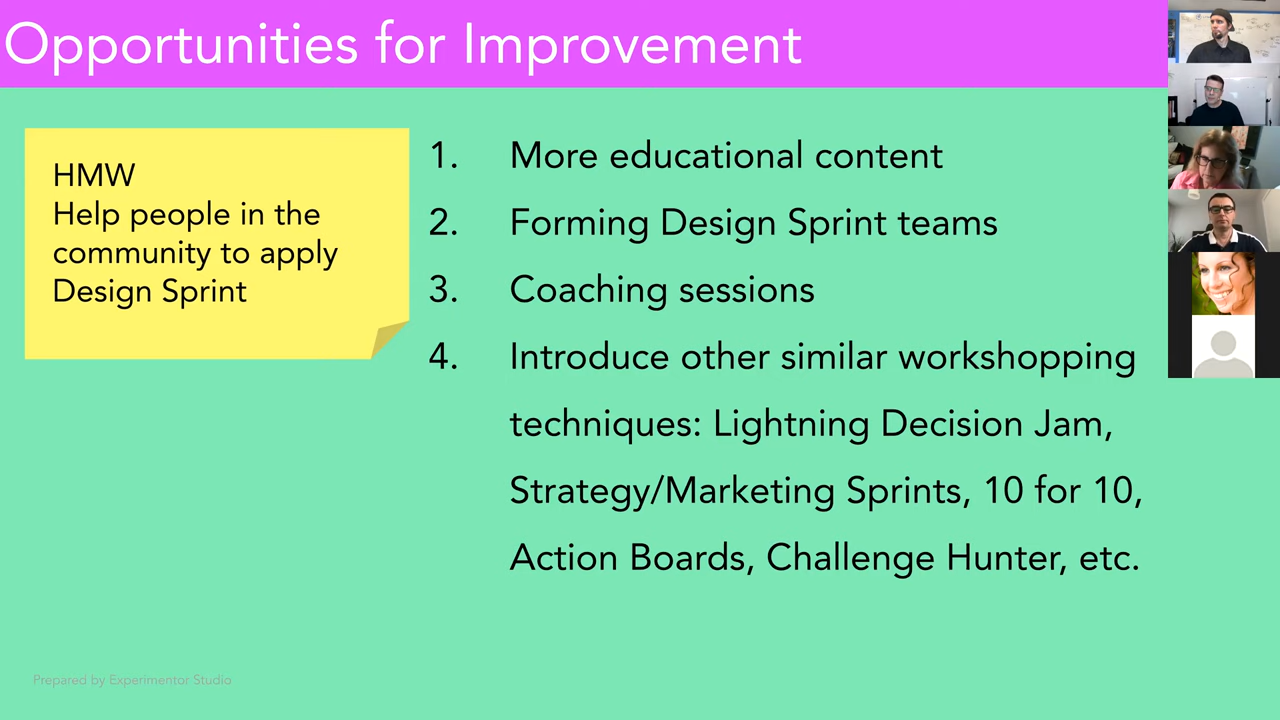 Opportunities for Improvement
HMW
Help people in the
community to apply
Design Sprint
1. More educational content
2. Forming Design Sprint teams
3. Coaching sessions
4. Introduce other similar workshopping
techniques: Lightning Decision Jam,
Strategy/Marketing Sprints, 10 for 10,
Action Boards, Challenge Hunter, etc.
Prepared by Experimentor Studio